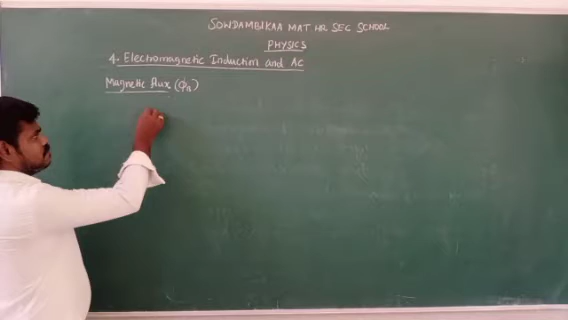 SOWDAMBIKAA MAT HR SEC SCHOOL
PHYSICS
4. Electromagnetic Induction and AC
Magnetic flux (ϕB)